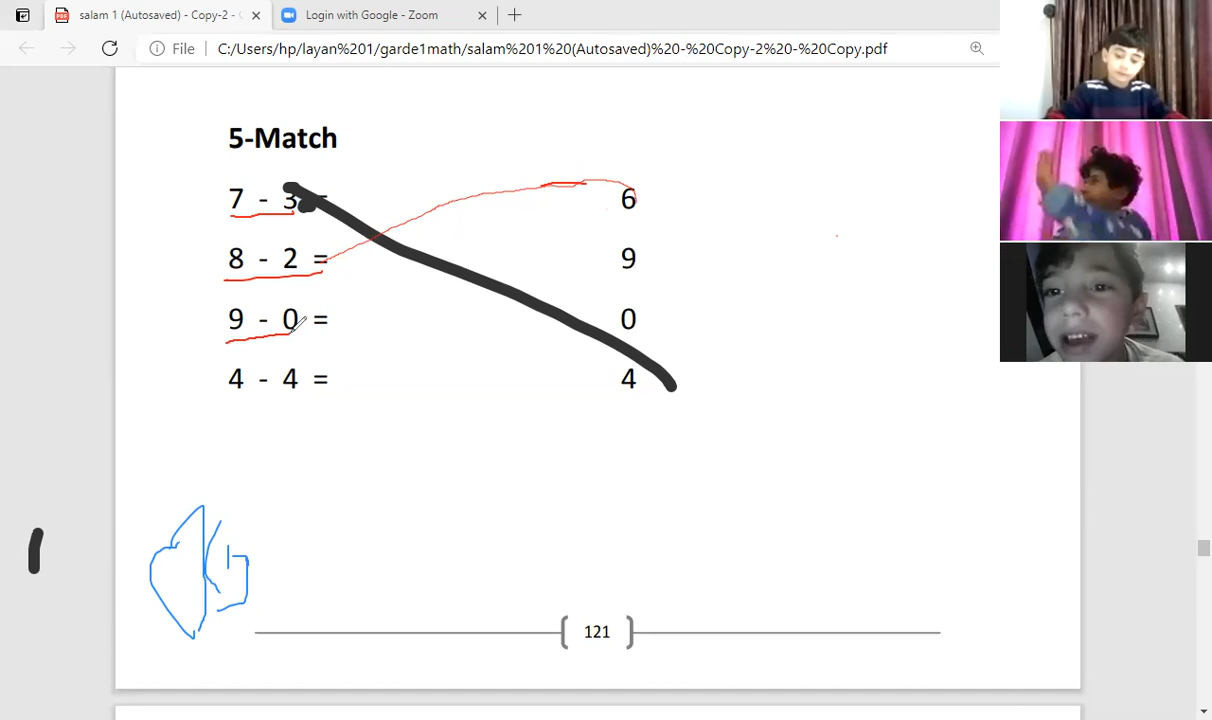 salam 1 (Autosaved) - Copy-2 - C
Login with Google - Zoom
File C:/Users/hp/layan%201/garde1math/salam%201%20(Autosaved)%20-%20Copy-2%20-%20Copy.pdf
5-Match
7 - 3 = 6
8 - 2 = 9
9 - 0 = 0
4 - 4 = 4
121